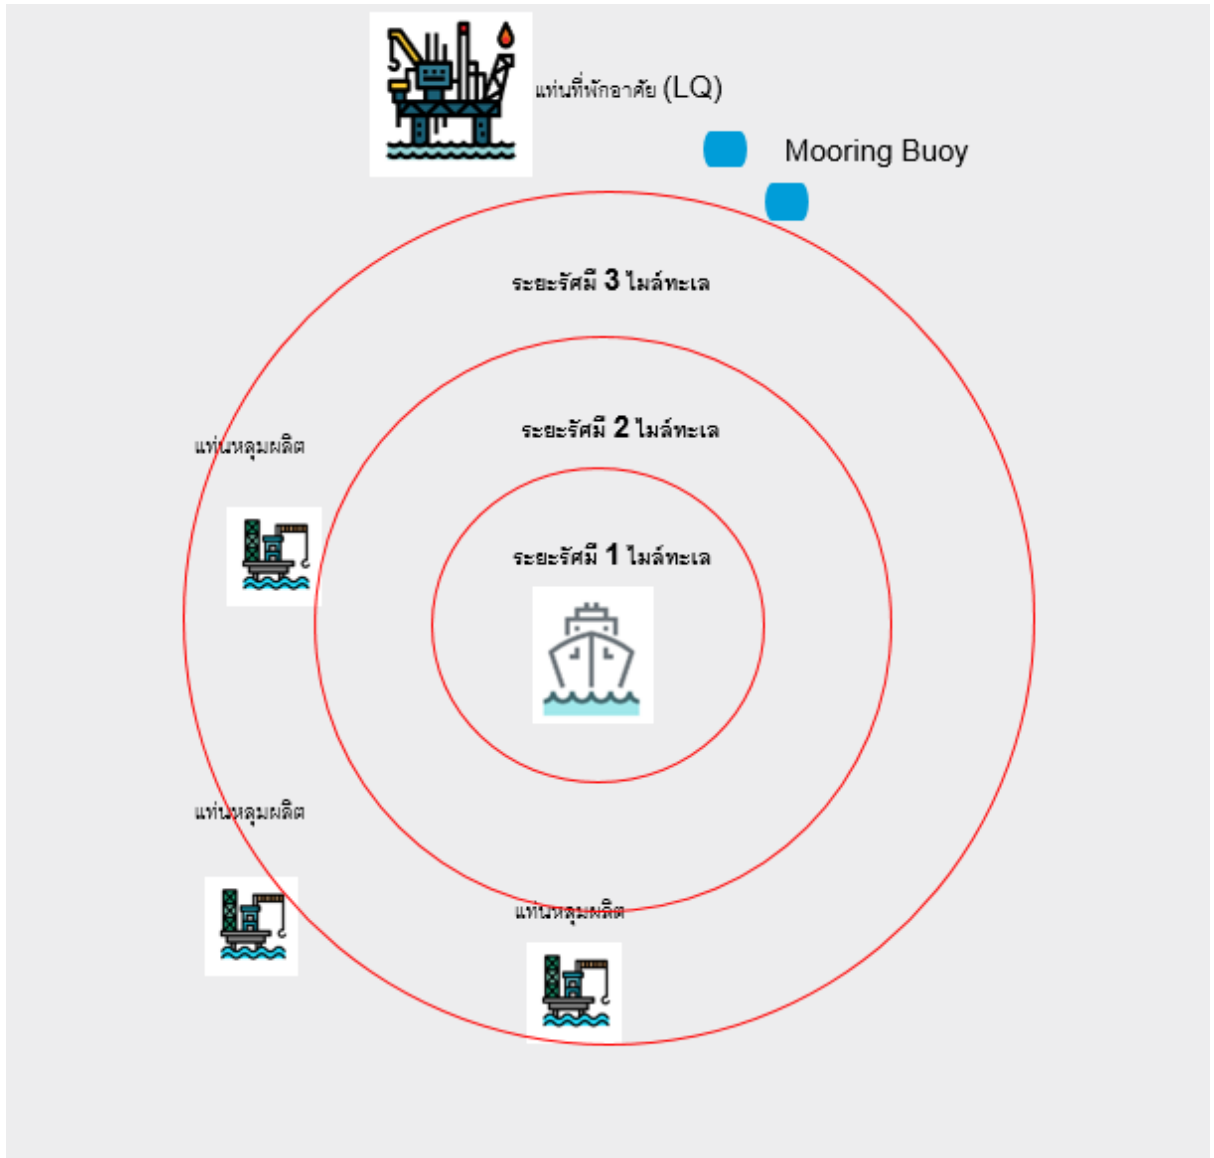 แท่นที่พักอาศัย (LQ)
Mooring Buoy
ระยะรัศมี 3 ไมล์ทะเล
ระยะรัศมี 2 ไมล์ทะเล
แท่นหลุมผลิต
ระยะรัศมี 1 ไมล์ทะเล
แท่นหลุมผลิต
แท่นหลุมผลิต